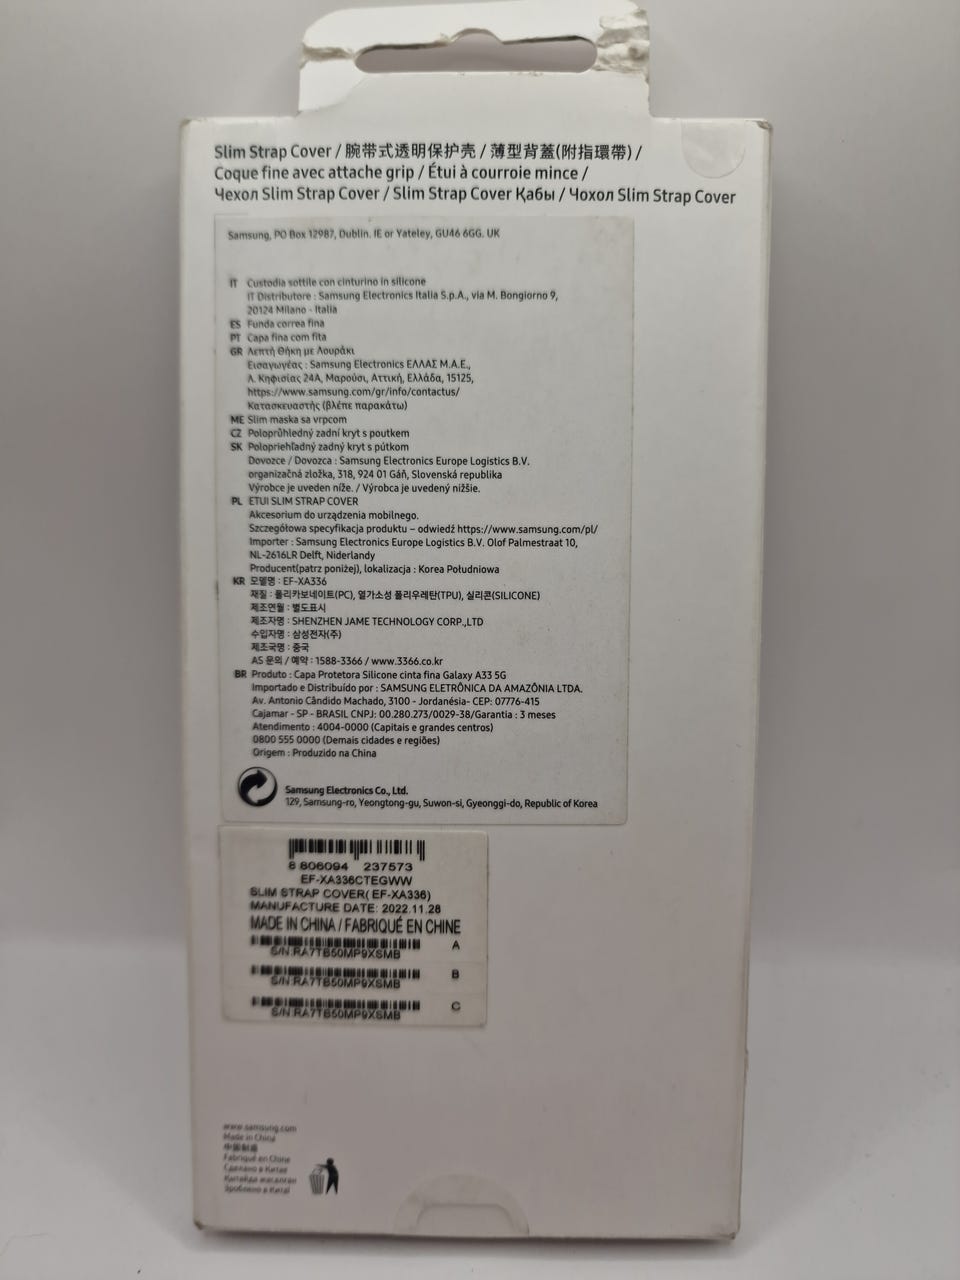 Slim Strap Cover / 腕带式透明保护壳 / 薄型背蓋(附指環帶) /
Coque fine avec attache grip / Étui à courroie mince /
Чехол Slim Strap Cover / Slim Strap Cover Қабы / Чохол Slim Strap Cover
Samsung, PO Box 12987, Dublin. IE or Yateley, GU46 6GG. UK
IT Custodia sottile con cinturino in silicone
IT Distributore : Samsung Electronics Italia S.p.A., via M. Bongiorno 9,
20124 Milano - Italia
ES Funda correa fina
PT Capa fina com fita
GR Λεπτή Θήκη με Λουράκι
Εισαγωγέας : Samsung Electronics ΕΛΛΑΣ Μ.Α.Ε.,
Λ. Κηφισίας 24Α, Μαρούσι, Αττική, Ελλάδα, 15125,
https://www.samsung.com/gr/info/contactus/
Κατασκευαστής (βλέπε παρακάτω)
ME Slim maska sa vrpcom
CZ Poloprůhledný zadní kryt s poutkem
SK Polopriehľadný zadný kryt s pútkom
Dovozce / Dovozca : Samsung Electronics Europe Logistics B.V.
organizačná zložka, 318, 924 01 Gáň, Slovenská republika
Výrobce je uveden níže. / Výrobca je uvedený nižšie.
PL ETUI SLIM STRAP COVER
Akcesorium do urządzenia mobilnego.
Szczegółowa specyfikacja produktu – odwiedź https://www.samsung.com/pl/
Importer : Samsung Electronics Europe Logistics B.V. Olof Palmestraat 10,
NL-2616LR Delft, Niderlandy
Producent(patrz poniżej), lokalizacja : Korea Południowa
KR 모델명 : EF-XA336
재질 : 폴리카보네이트(PC), 열가소성 폴리우레탄(TPU), 실리콘(SILICONE)
제조연월 : 별도표시
제조자명 : SHENZHEN JAME TECHNOLOGY CORP.,LTD
수입자명 : 삼성전자(주)
제조국명 : 중국
AS 문의 / 예약 : 1588-3366 / www.3366.co.kr
BR Produto : Capa Protetora Silicone cinta fina Galaxy A33 5G
Importado e Distribuído por : SAMSUNG ELETRÔNICA DA AMAZÔNIA LTDA.
Av. Antonio Cândido Machado, 3100 - Jordanésia- CEP: 07776-415
Cajamar - SP - BRASIL CNPJ: 00.280.273/0029-38/Garantia : 3 meses
Atendimento : 4004-0000 (Capitais e grandes centros)
0800 555 0000 (Demais cidades e regiões)
Origem : Produzido na China
Samsung Electronics Co., Ltd.
129, Samsung-ro, Yeongtong-gu, Suwon-si, Gyeonggi-do, Republic of Korea
8 806094 237573
EF-XA336CTEGWW
SLIM STRAP COVER( EF-XA336)
MANUFACTURE DATE: 2022.11.28
MADE IN CHINA / FABRIQUÉ EN CHINE
A
S/N:RA7TB50MP9XSMB
B
S/N:RA7TB50MP9XSMB
C
S/N:RA7TB50MP9XSMB
www.samsung.com
Made in China
中国制造
Fabriqué en Chine
Сделано в Китае
Китайда жасалған
Зроблено в Китаї